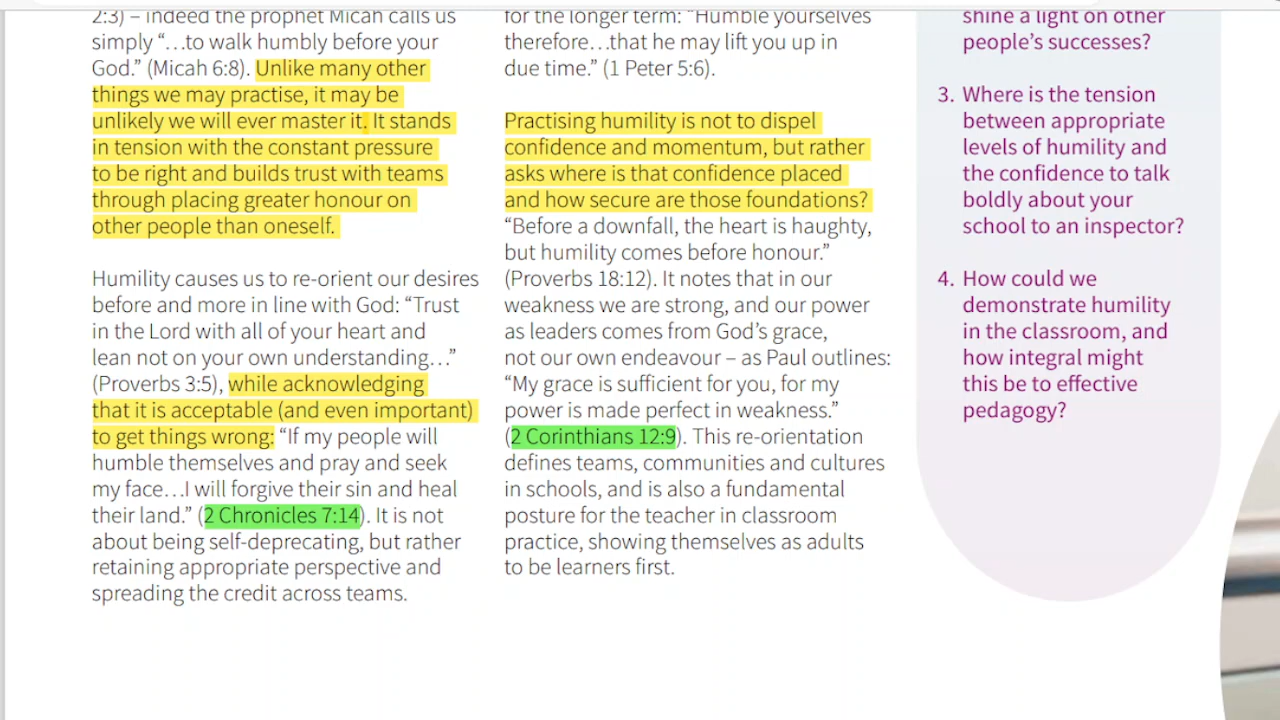 2:3) – indeed the prophet Micah calls us
simply “…to walk humbly before your
God.” (Micah 6:8). Unlike many other
things we may practise, it may be
unlikely we will ever master it. It stands
in tension with the constant pressure
to be right and builds trust with teams
through placing greater honour on
other people than oneself.
Humility causes us to re-orient our desires
before and more in line with God: “Trust
in the Lord with all of your heart and
lean not on your own understanding…”
(Proverbs 3:5), while acknowledging
that it is acceptable (and even important)
to get things wrong: “If my people will
humble themselves and pray and seek
my face…I will forgive their sin and heal
their land.” (2 Chronicles 7:14). It is not
about being self-deprecating, but rather
retaining appropriate perspective and
spreading the credit across teams.
for the longer term: “Humble yourselves
therefore…that he may lift you up in
due time.” (1 Peter 5:6).
Practising humility is not to dispel
confidence and momentum, but rather
asks where is that confidence placed
and how secure are those foundations?
“Before a downfall, the heart is haughty,
but humility comes before honour.”
(Proverbs 18:12). It notes that in our
weakness we are strong, and our power
as leaders comes from God’s grace,
not our own endeavour – as Paul outlines:
“My grace is sufficient for you, for my
power is made perfect in weakness.”
(2 Corinthians 12:9). This re-orientation
defines teams, communities and cultures
in schools, and is also a fundamental
posture for the teacher in classroom
practice, showing themselves as adults
to be learners first.
shine a light on other
people’s successes?
3. Where is the tension
between appropriate
levels of humility and
the confidence to talk
boldly about your
school to an inspector?
4. How could we
demonstrate humility
in the classroom, and
how integral might
this be to effective
pedagogy?